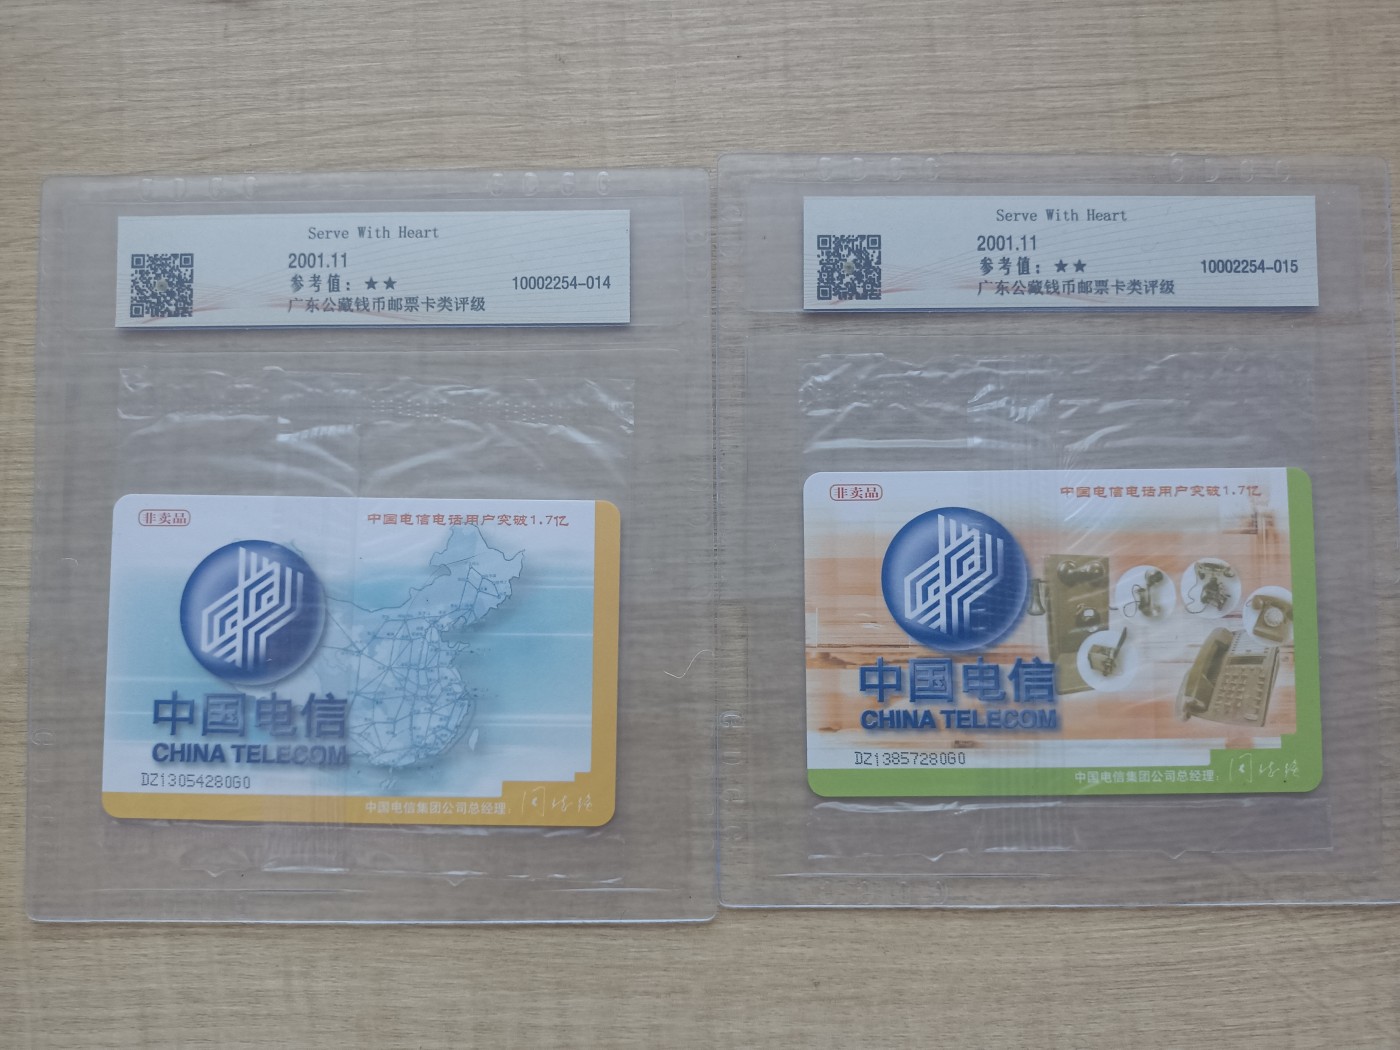 Serve With Heart
2001.11
参考值：★★
10002254-014
广东公藏钱币邮票卡类评级
非卖品
中国电信电话用户突破1.7亿
中国电信
CHINA TELECOM
DZ13054280G0
中国电信集团公司总经理：
Serve With Heart
2001.11
参考值：★★
10002254-015
广东公藏钱币邮票卡类评级
非卖品
中国电信电话用户突破1.7亿
中国电信
CHINA TELECOM
DZ13857280G0
中国电信集团公司总经理：